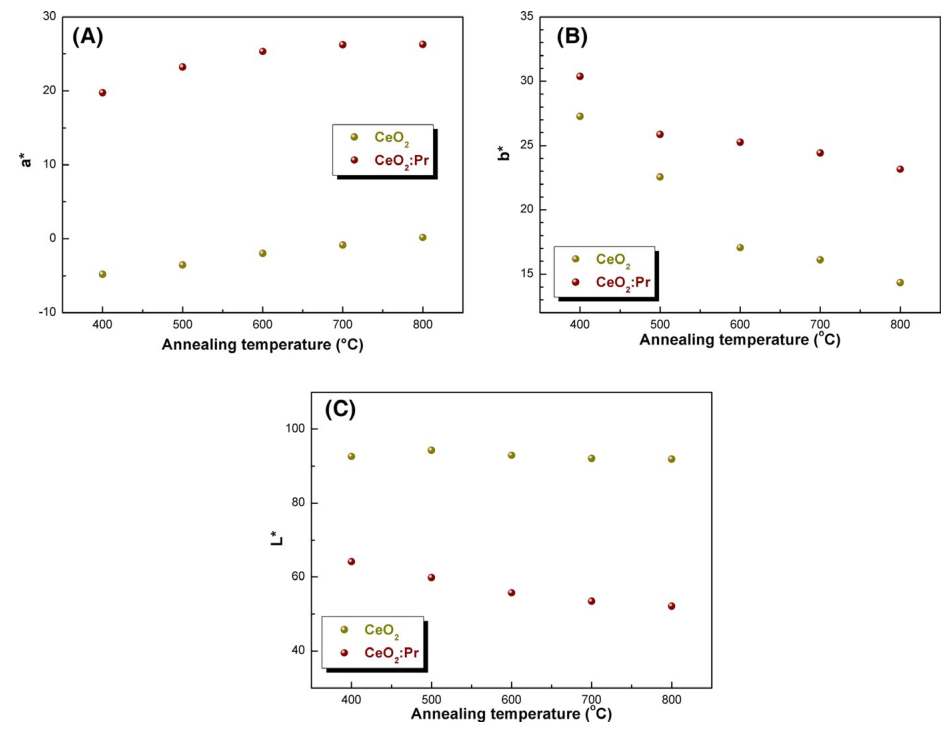 (A)
30
20
10
0
-10
a*
CeO2
CeO2:Pr
400 500 600 700 800
Annealing temperature (°C)
(B)
35
30
25
20
15
b*
CeO2
CeO2:Pr
400 500 600 700 800
Annealing temperature (°C)
(C)
100
80
60
40
L*
CeO2
CeO2:Pr
400 500 600 700 800
Annealing temperature (°C)